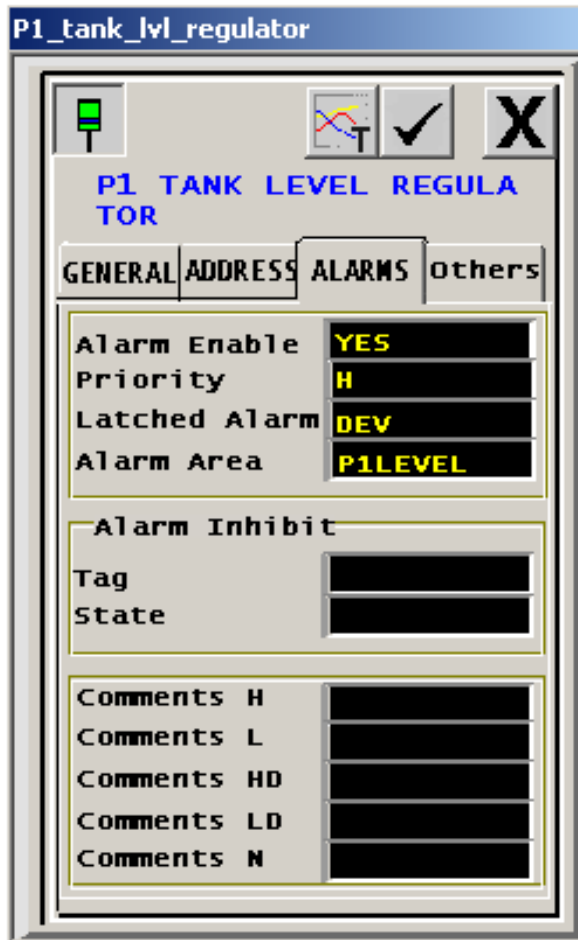 P1_tank_lvl_regulator
T
X
P1 TANK LEVEL REGULA
TOR
GENERAL ADDRESS ALARMS Others
Alarm Enable YES
Priority H
Latched Alarm DEV
Alarm Area P1LEVEL
Alarm Inhibit
Tag
State
Comments H
Comments L
Comments HD
Comments LD
Comments N